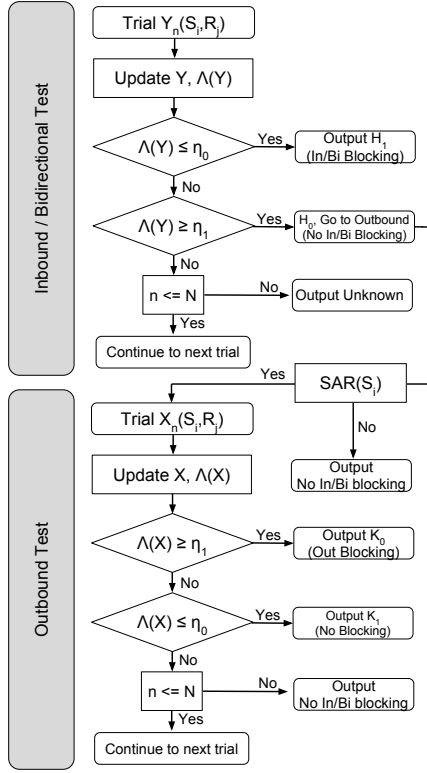 Inbound / Bidirectional Test
Trial Yn(Si,Rj)
Update Y, Λ(Y)
Λ(Y) ≤ η0
Yes
Output H1
(In/Bi Blocking)
No
Λ(Y) ≥ η1
Yes
H0, Go to Outbound
(No In/Bi Blocking)
No
n <= N
No
Output Unknown
Yes
Continue to next trial
Outbound Test
Yes
SAR(Si)
No
Output
No In/Bi blocking
Trial Xn(Si,Rj)
Update X, Λ(X)
Λ(X) ≥ η1
Yes
Output K0
(Out Blocking)
No
Λ(X) ≤ η0
Yes
Output K1
(No Blocking)
No
n <= N
No
Output
No In/Bi blocking
Yes
Continue to next trial